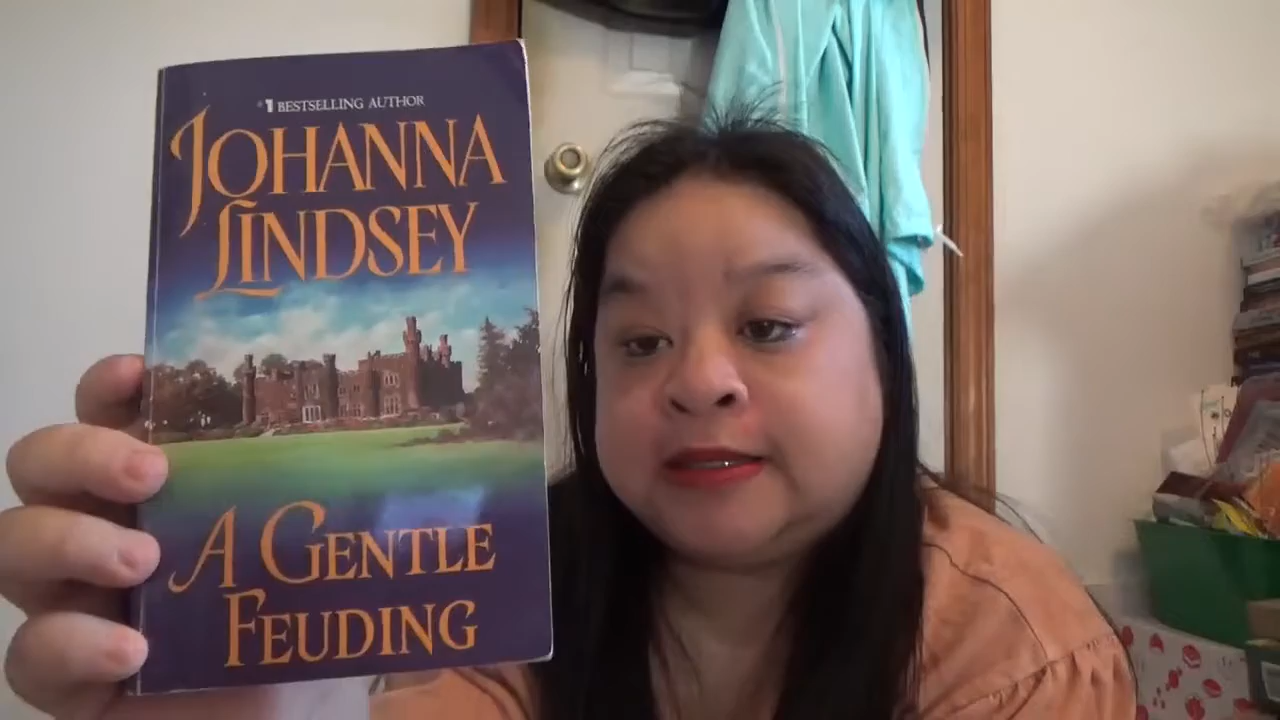 #1 BESTSELLING AUTHOR
JOHANNA
LINDSEY
A GENTLE
FEUDING